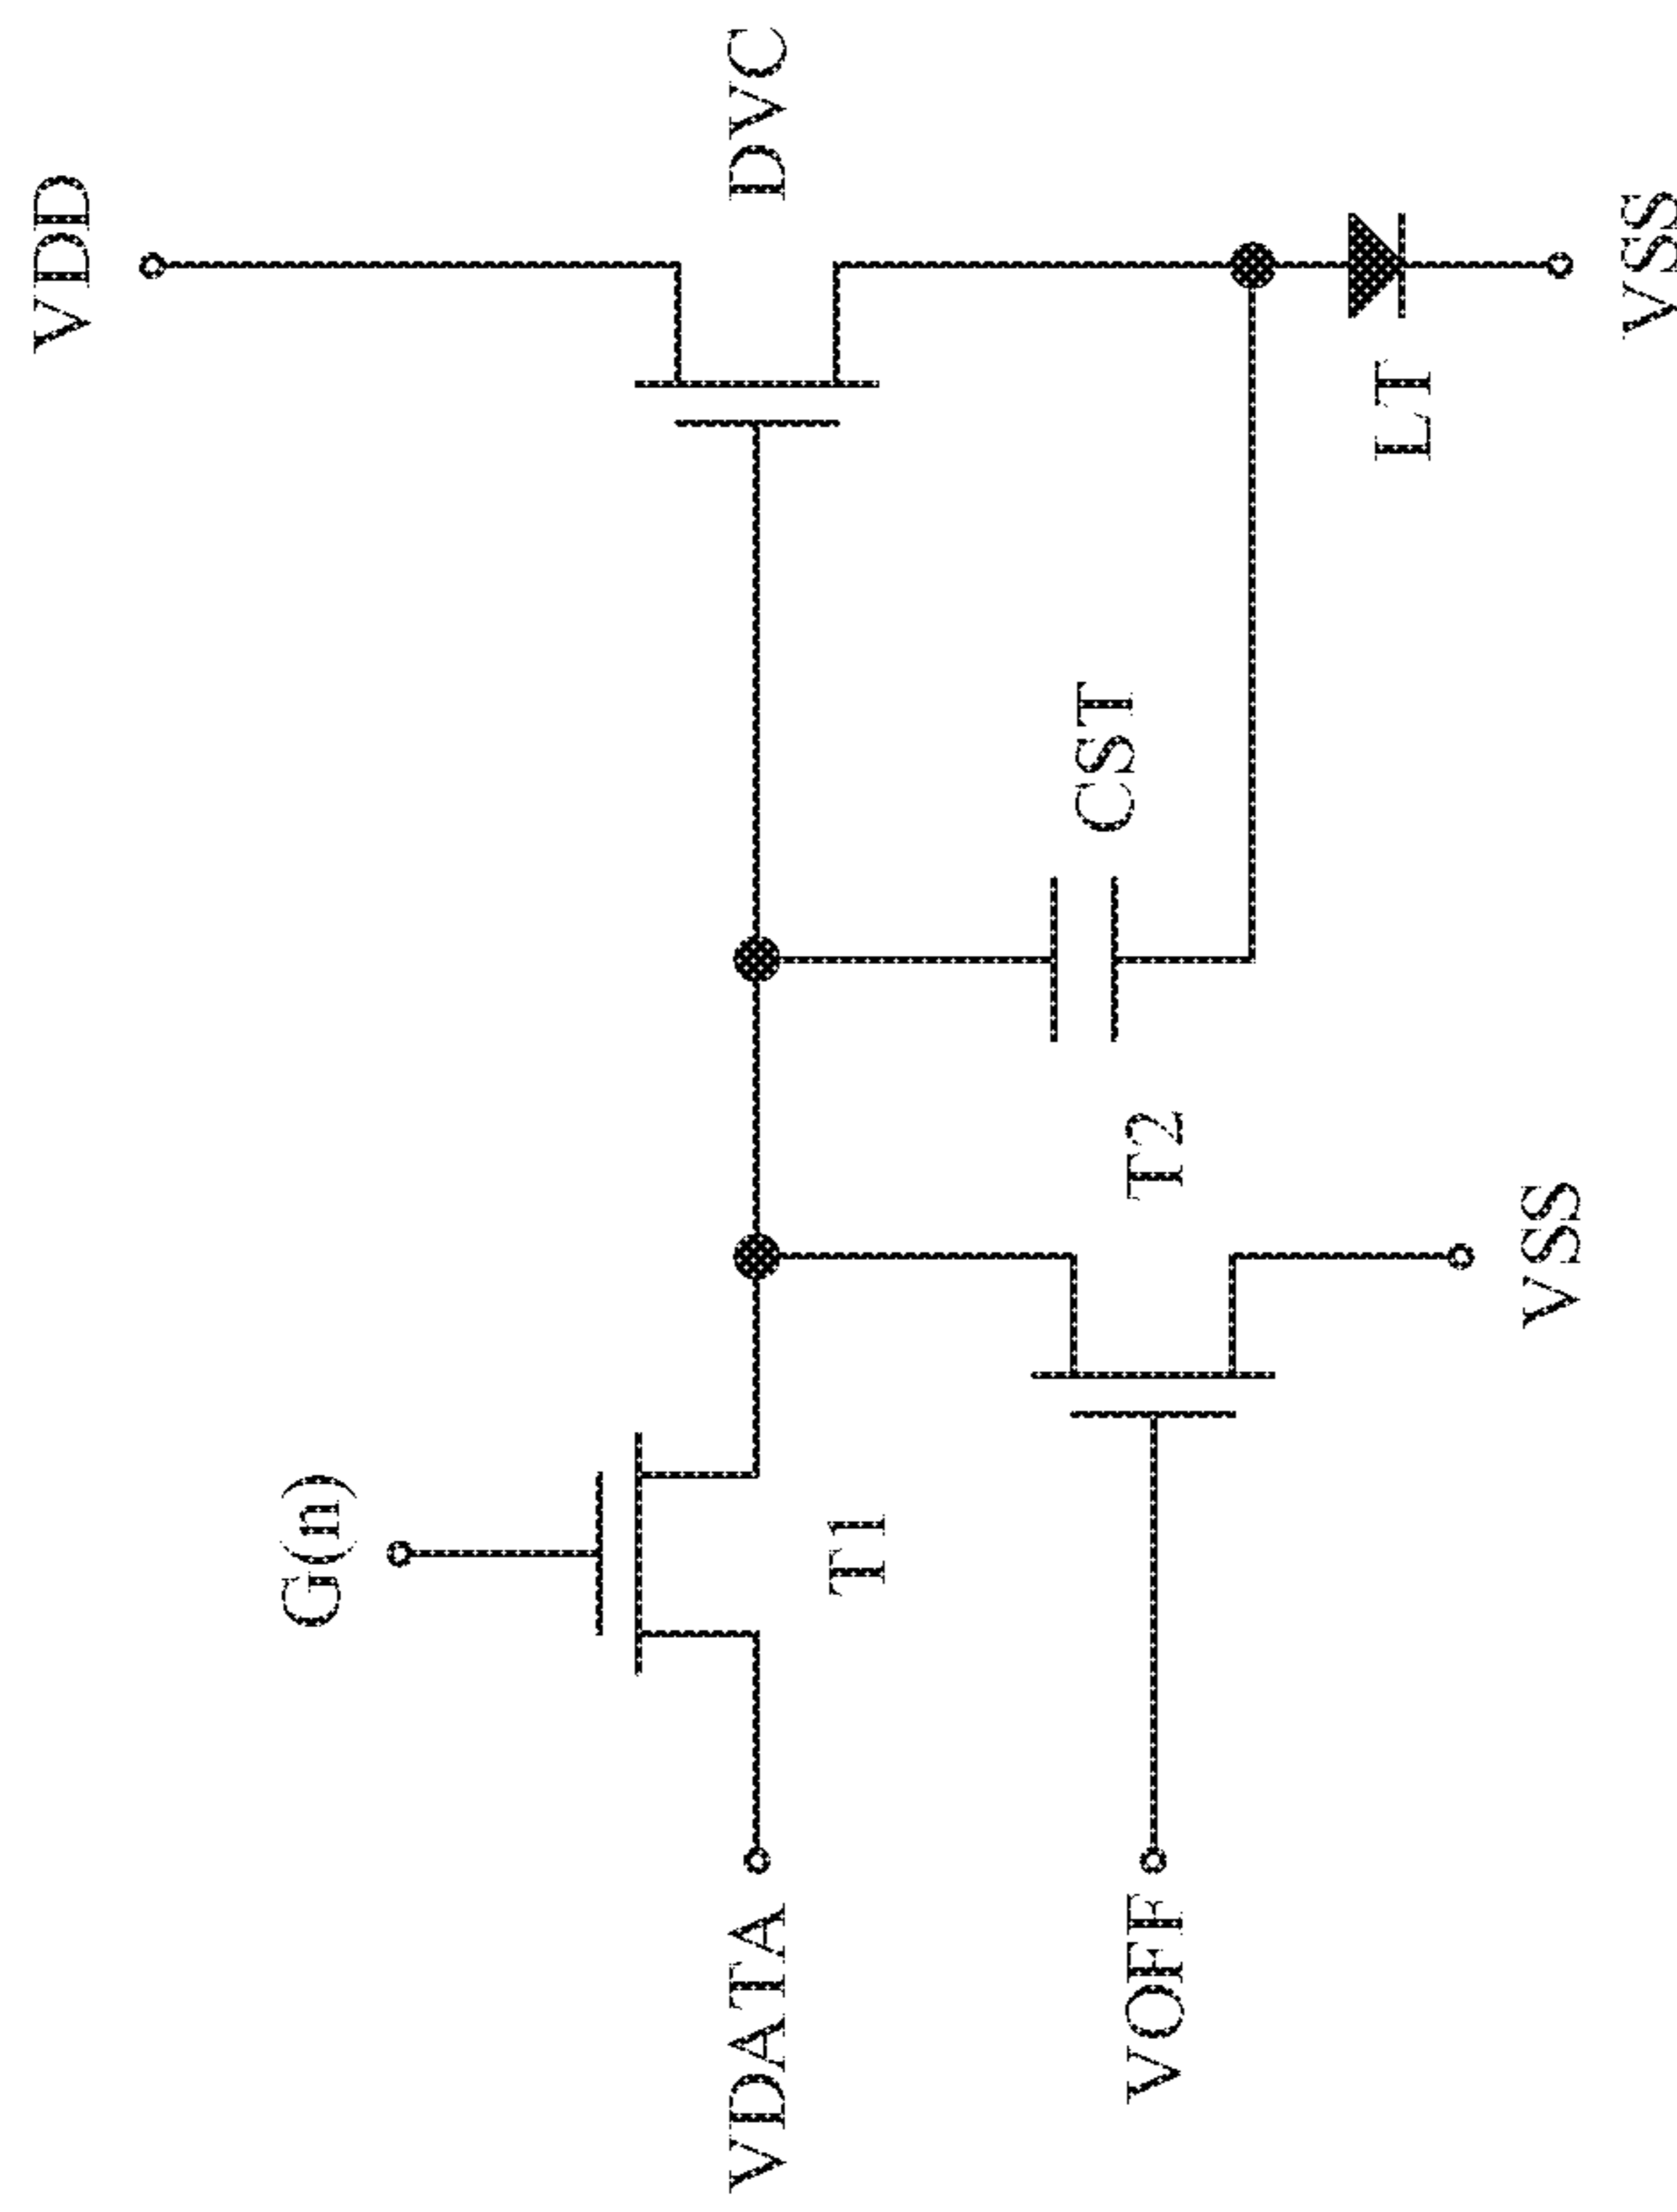 VDD
G(n)
VDATA
T1
DVC
CST
VOFF
T2
LT
VSS
VSS